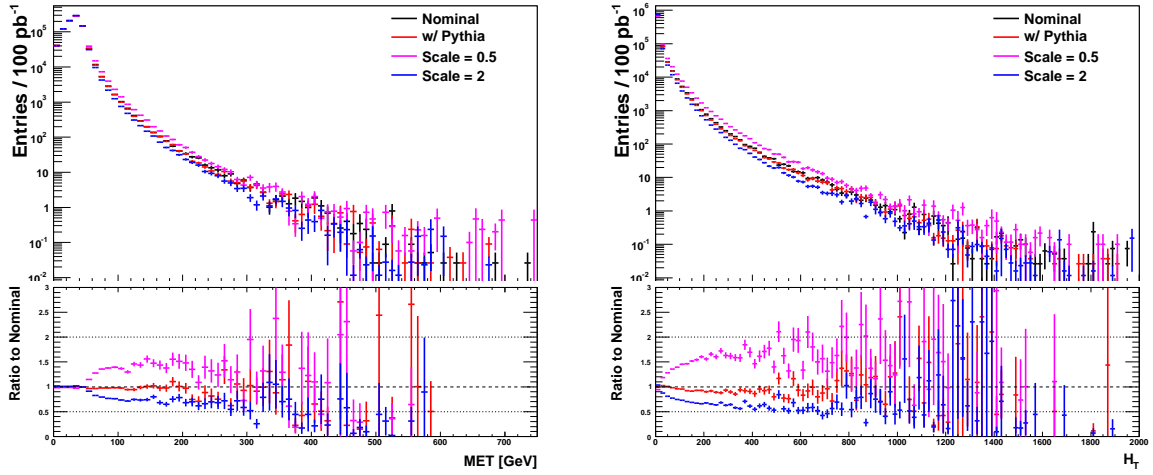 Entries / 100 pb⁻¹
10⁵
10⁴
10³
10²
10
1
10⁻¹
10⁻²
Nominal
w/ Pythia
Scale = 0.5
Scale = 2
Ratio to Nominal
3
2.5
2
1.5
1
0.5
0
100 200 300 400 500 600 700
MET [GeV]
Entries / 100 pb⁻¹
10⁶
10⁵
10⁴
10³
10²
10
1
10⁻¹
10⁻²
Nominal
w/ Pythia
Scale = 0.5
Scale = 2
Ratio to Nominal
3
2.5
2
1.5
1
0.5
0
0 200 400 600 800 1000 1200 1400 1600 1800 2000
H_T